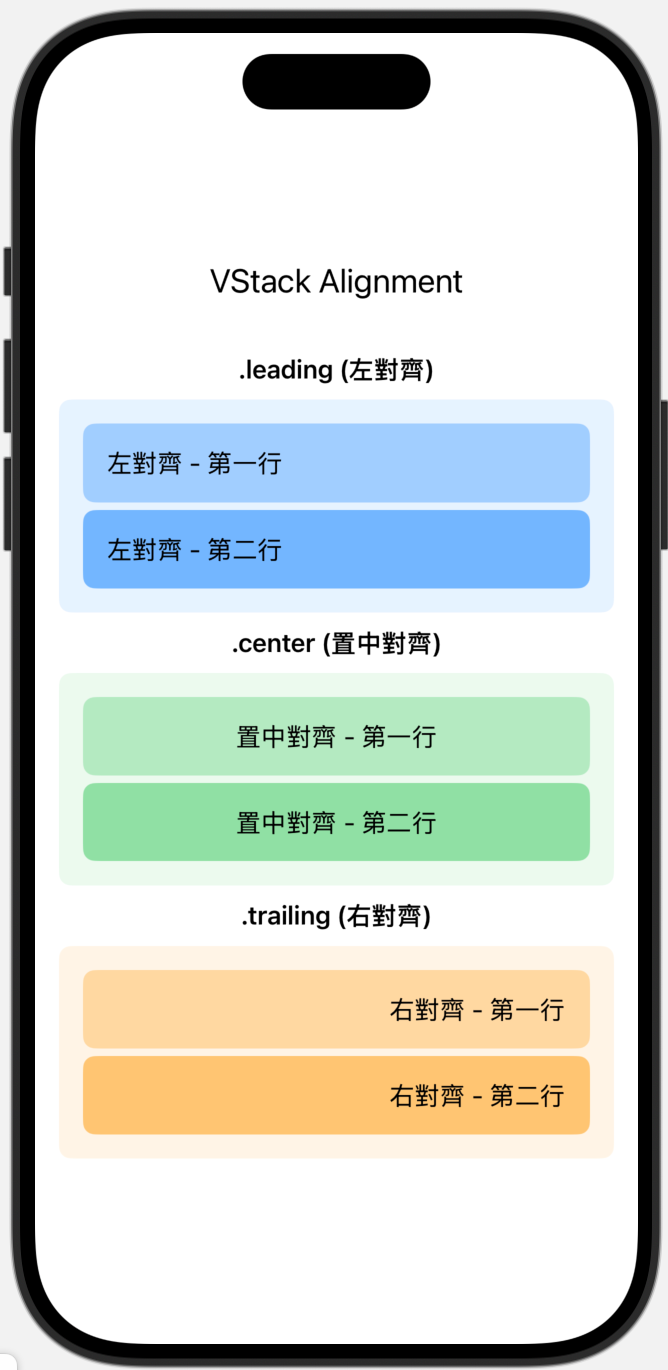 VStack Alignment
.leading (左對齊)
左對齊 - 第一行
左對齊 - 第二行
.center (置中對齊)
置中對齊 - 第一行
置中對齊 - 第二行
.trailing (右對齊)
右對齊 - 第一行
右對齊 - 第二行